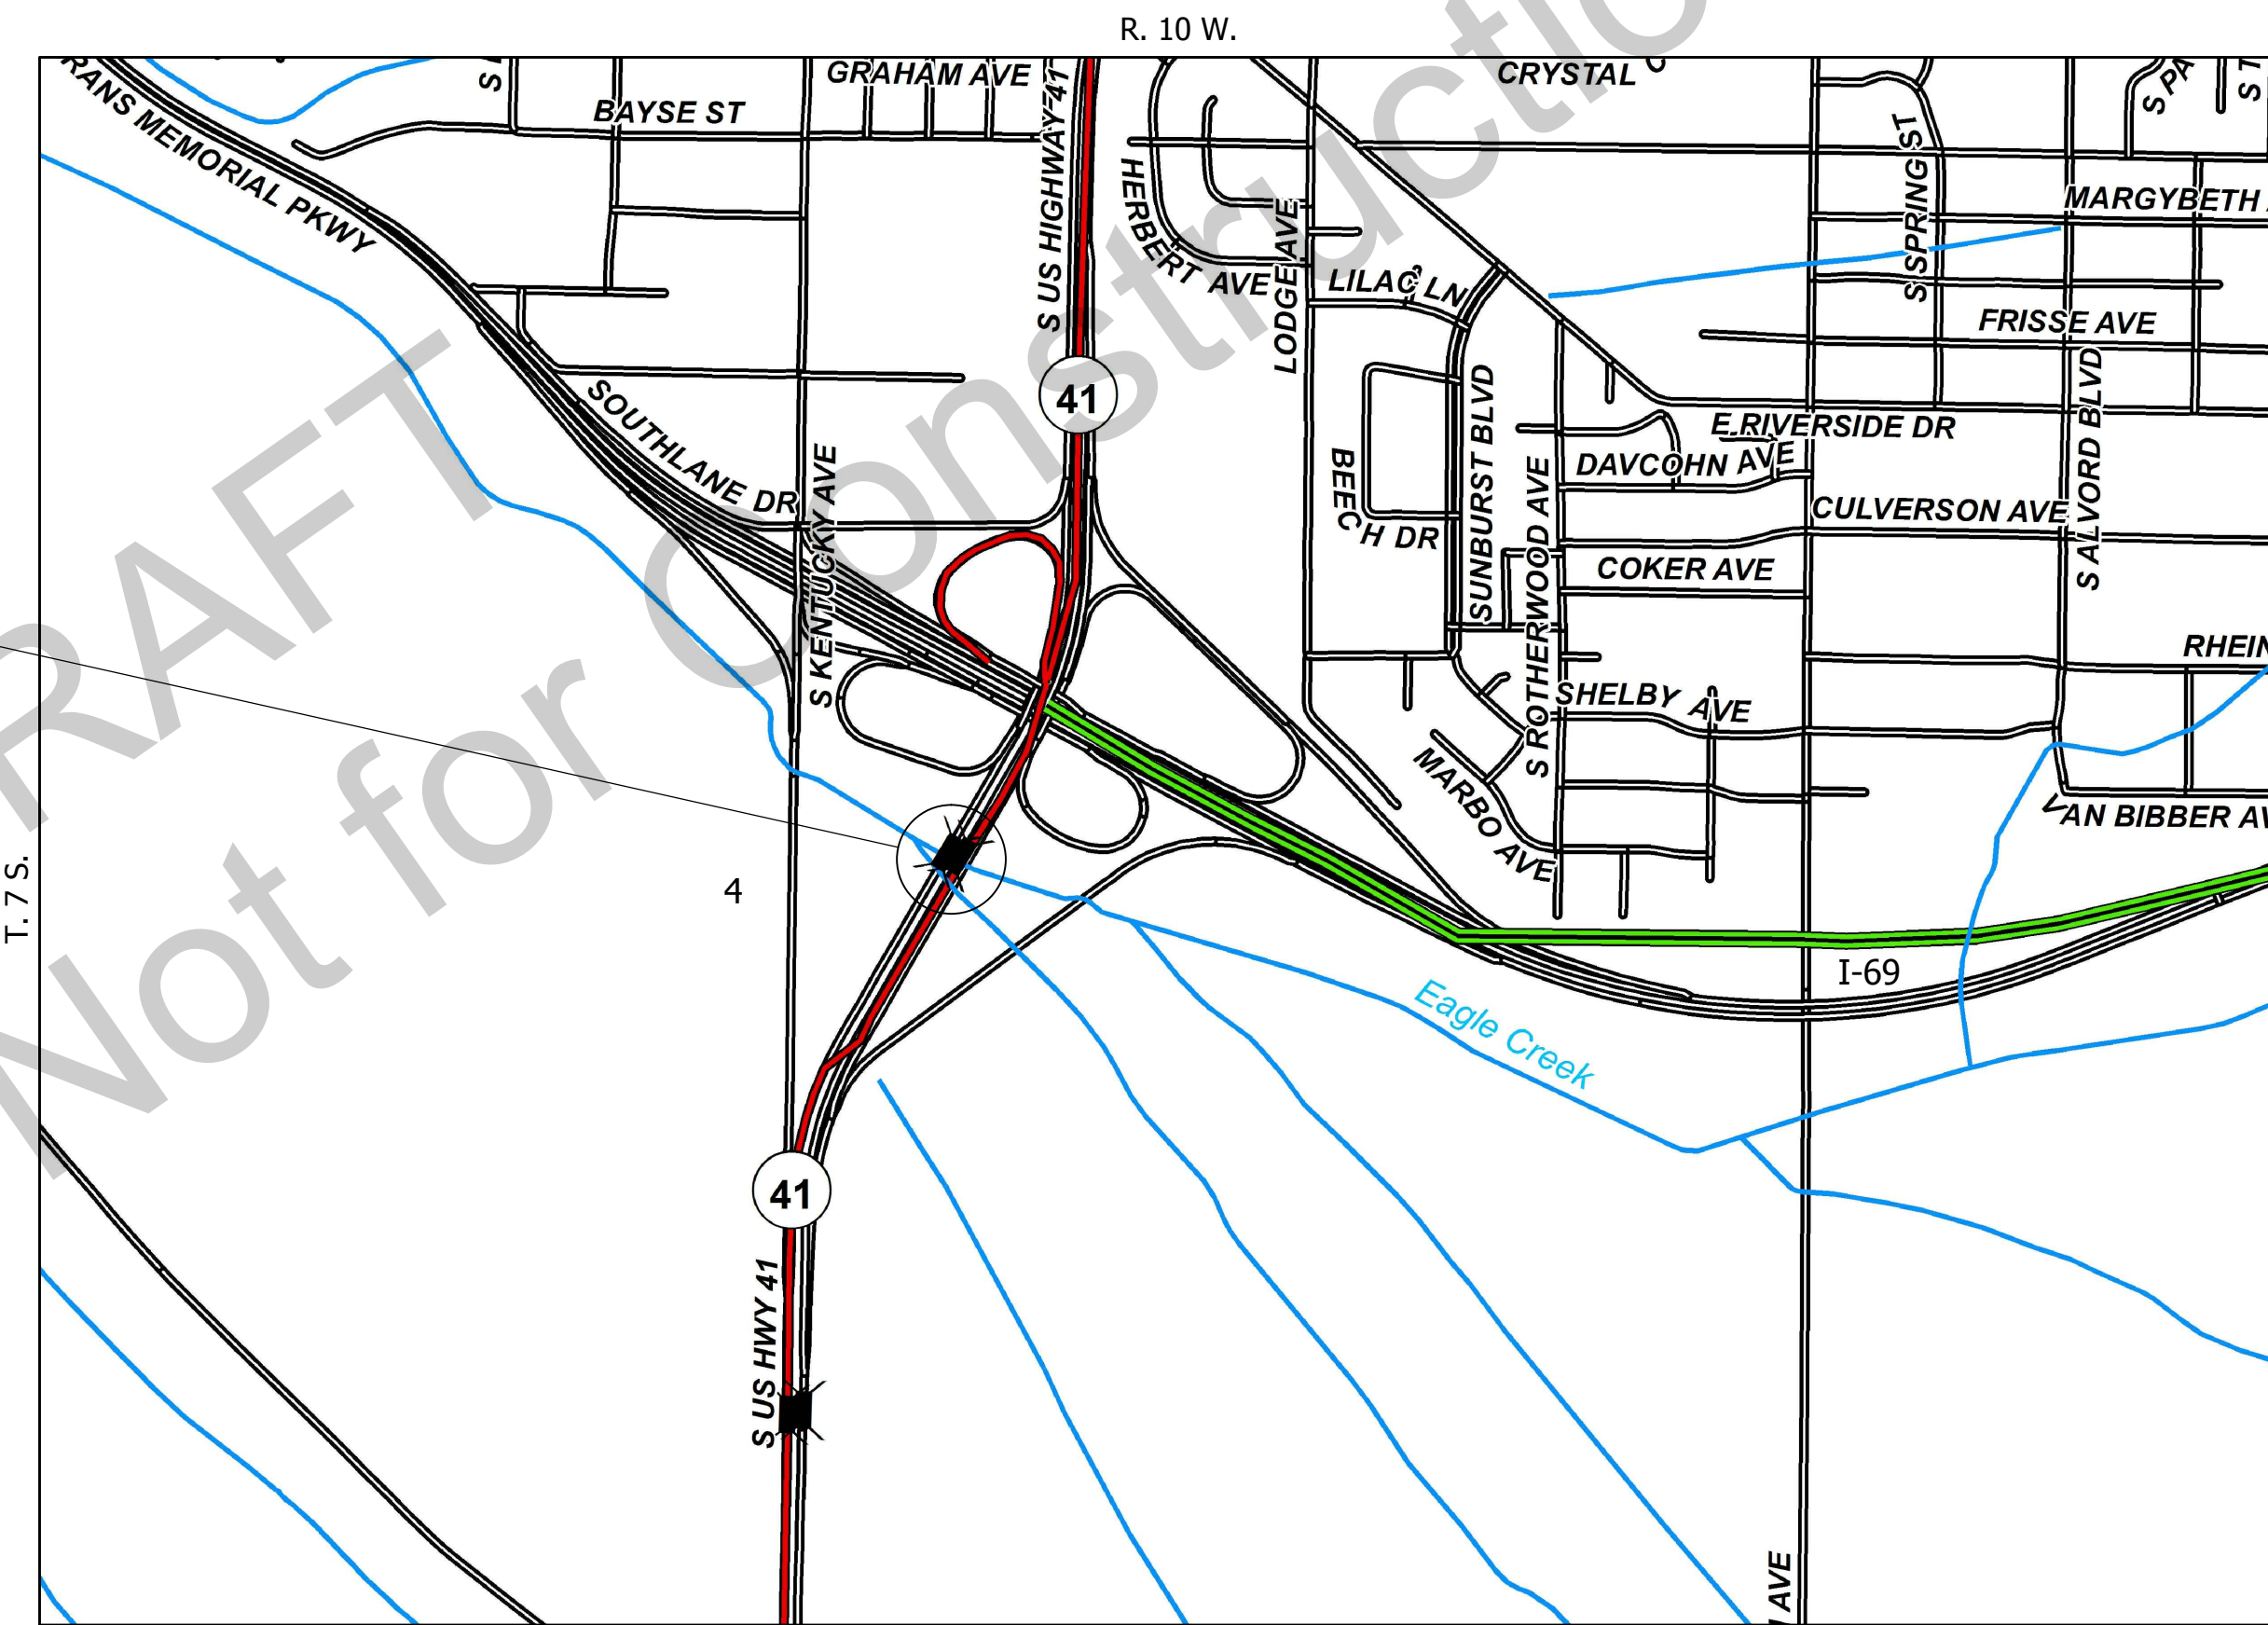 R. 10 W.
GRAHAM AVE
CRYSTAL
BAYSE ST
RANS MEMORIAL PKWY
S US HIGHWAY 41
HERBERT AVE
LODGE AVE
LILAC LN
S SPRING ST
S PA
S T
MARGYBETH
FRISSE AVE
41
SOUTHLANE DR
S KENTUCKY AVE
BEECH DR
SUNBURST BLVD
S ROTHERWOOD AVE
E RIVERSIDE DR
DAVCOHN AVE
CULVERSON AVE
S ALVORD BLVD
COKER AVE
RHEIN
SHELBY AVE
MARBO AVE
VAN BIBBER AV
T. 7 S.
4
I-69
Eagle Creek
41
S US HWY 41
AVE
RAFT
Not for Constructio